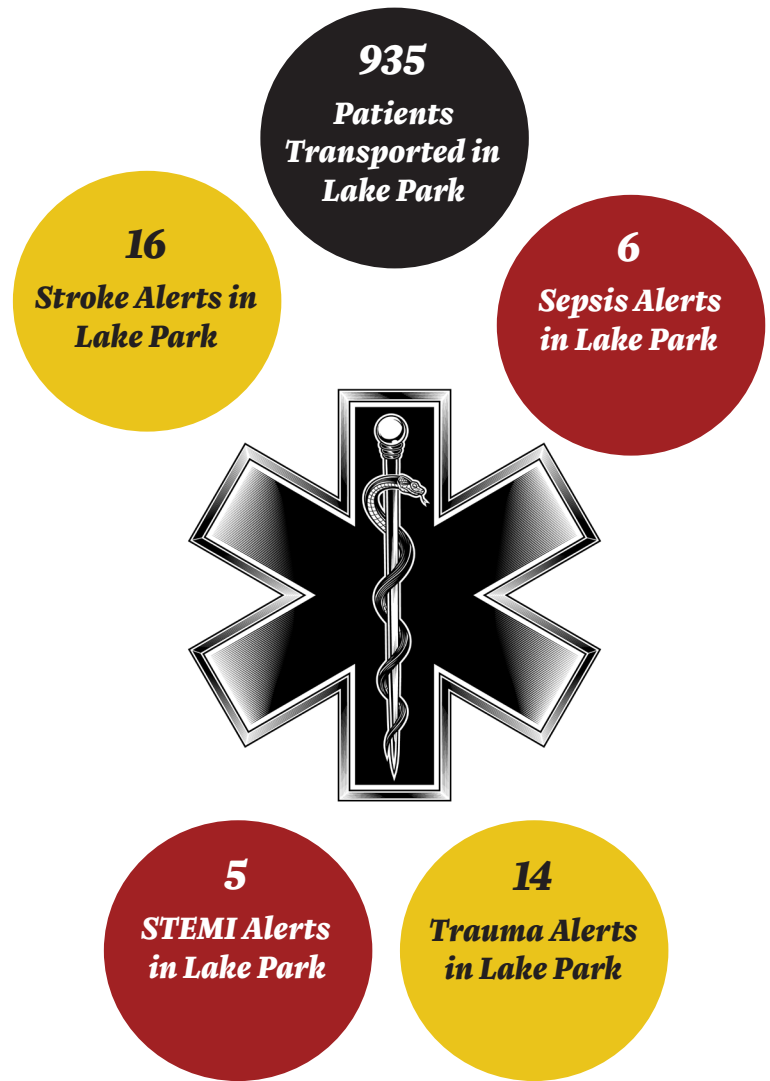 935
Patients
Transported in
Lake Park
16
Stroke Alerts in
Lake Park
6
Sepsis Alerts
in Lake Park
5
STEMI Alerts
in Lake Park
14
Trauma Alerts
in Lake Park